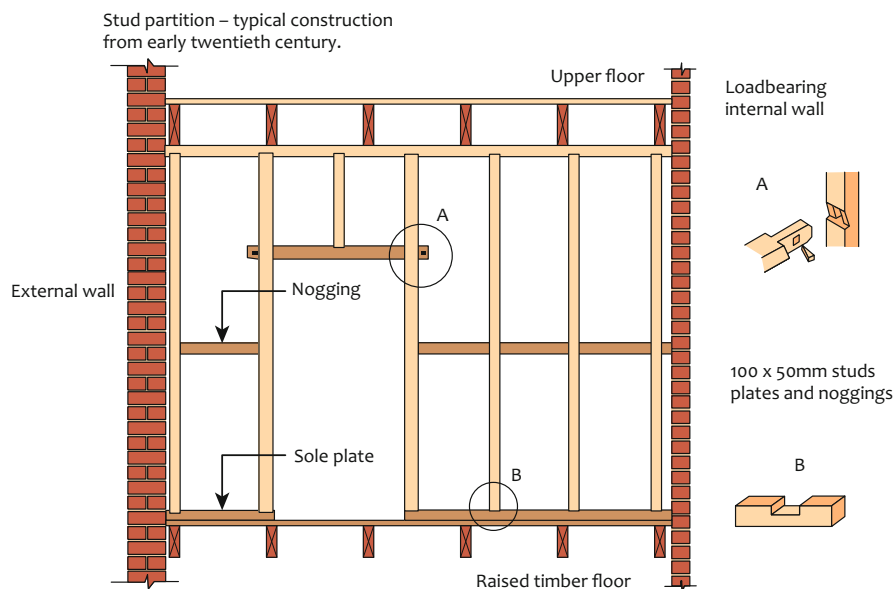 Stud partition – typical construction
from early twentieth century.
Upper floor
Loadbearing
internal wall
A
A
External wall
Nogging
100 x 50mm studs
plates and noggings
Sole plate
B
B
Raised timber floor